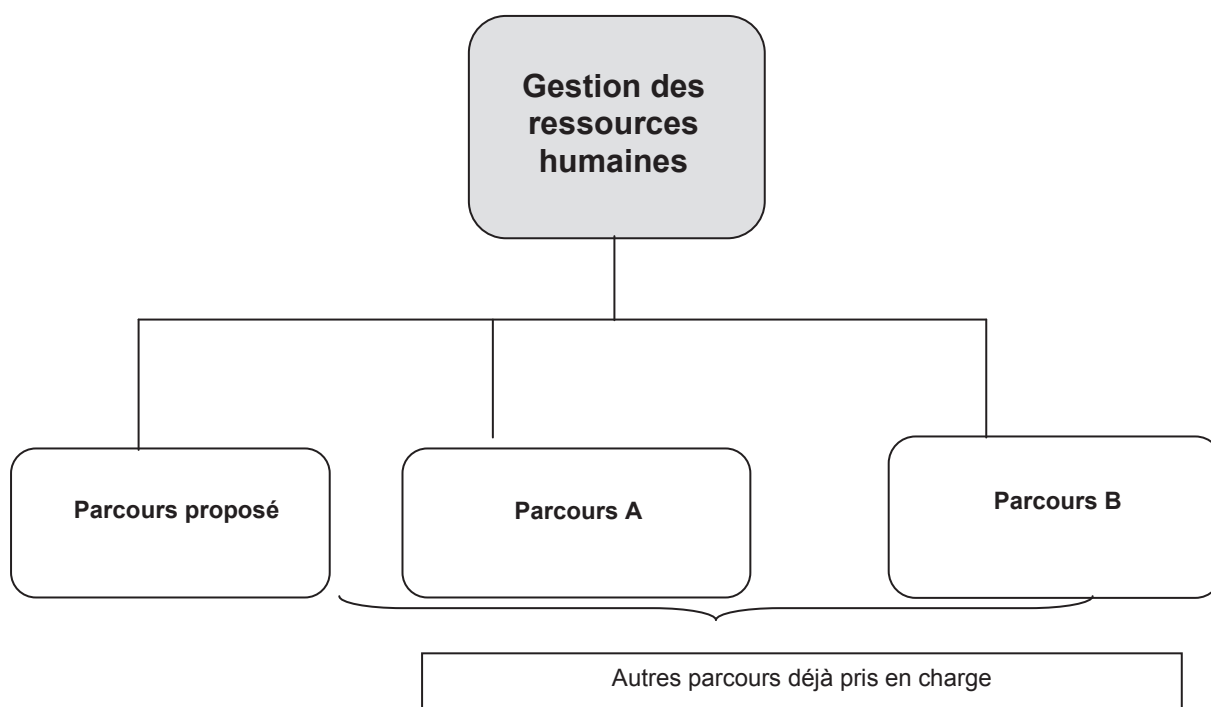 Gestion des
ressources
humaines
Parcours proposé
Parcours A
Parcours B
Autres parcours déjà pris en charge